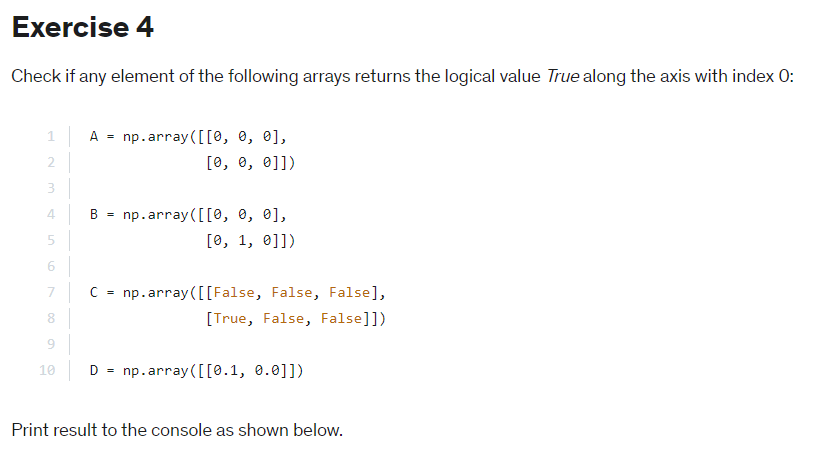 Exercise 4
Check if any element of the following arrays returns the logical value True along the axis with index 0:
1 A = np.array([[0, 0, 0],
2 [0, 0, 0]])
3
4 B = np.array([[0, 0, 0],
5 [0, 1, 0]])
6
7 C = np.array([[False, False, False],
8 [True, False, False]])
9
10 D = np.array([[0.1, 0.0]])
Print result to the console as shown below.